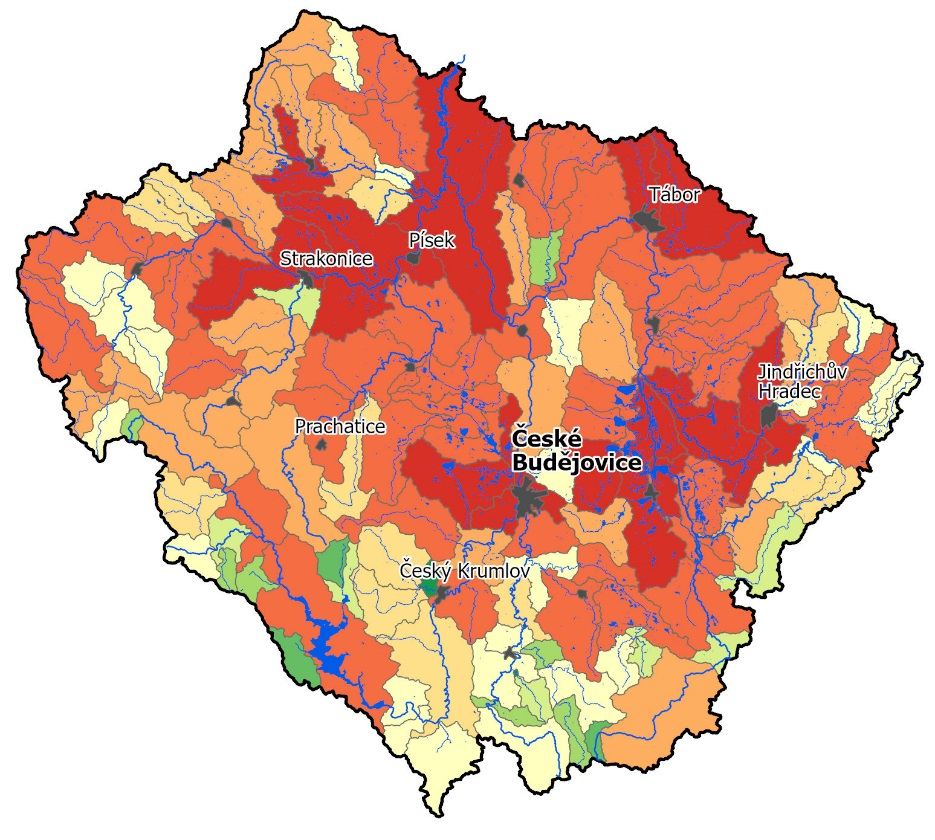 Tábor
Písek
Strakonice
Jindřichův
Hradec
Prachatice
České
Budějovice
Český Krumlov